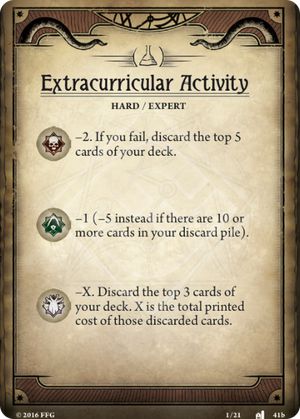 Extracurricular Activity
HARD / EXPERT
–2. If you fail, discard the top 5
cards of your deck.
–1 (–5 instead if there are 10 or
more cards in your discard pile).
–X. Discard the top 3 cards of
your deck. X is the total printed
cost of those discarded cards.
© 2016 FFG 1/21 41b